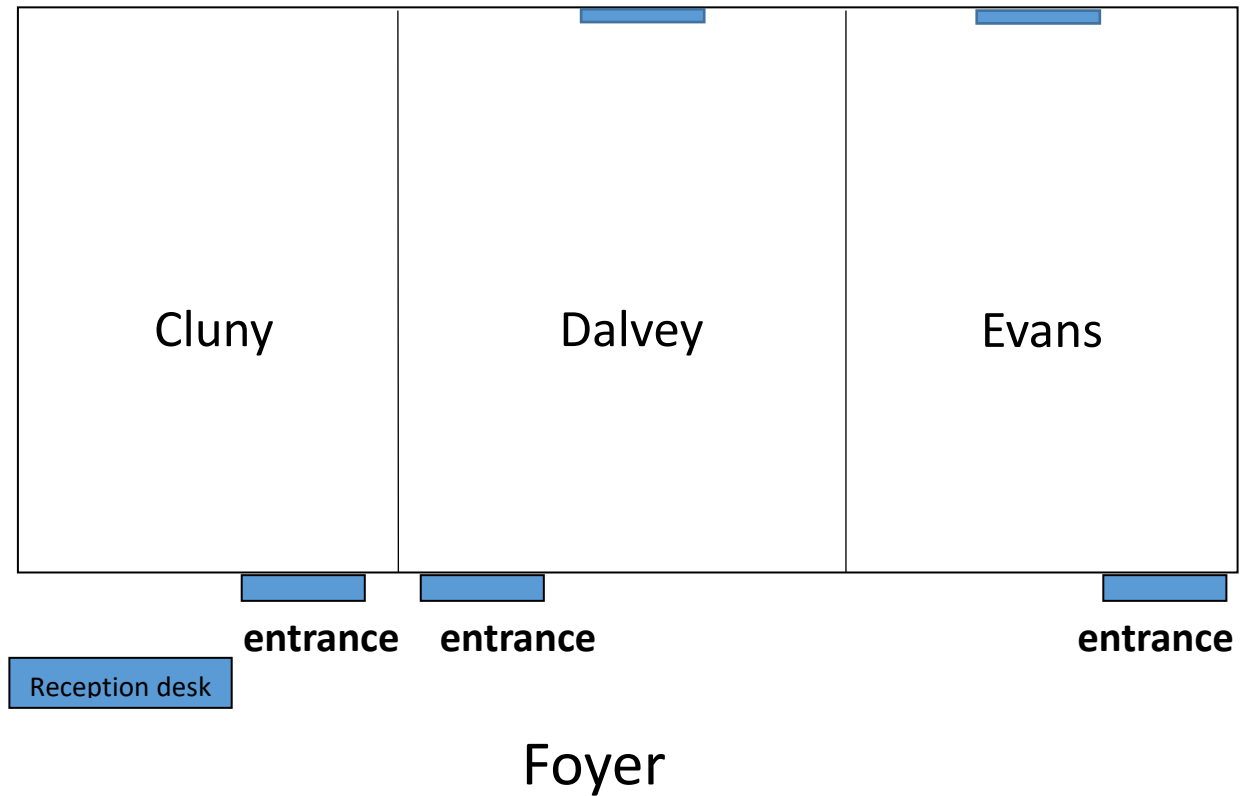 Cluny
Dalvey
Evans
entrance
entrance
entrance
Reception desk
Foyer